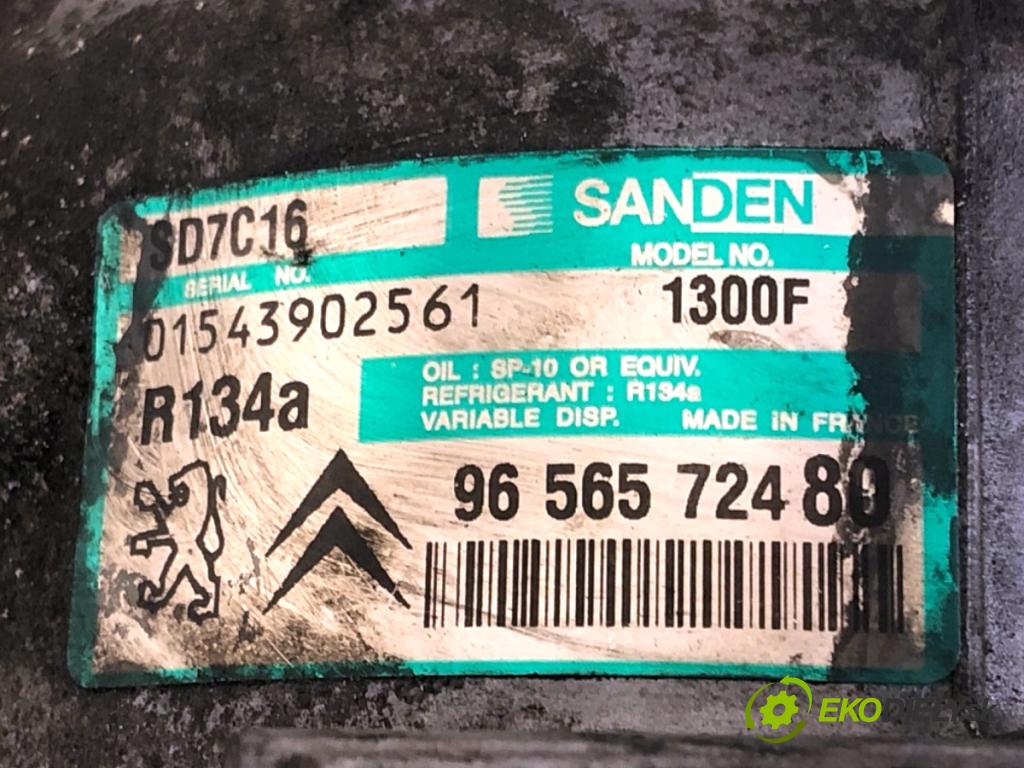 SD7C16
SANDEN
SERIAL NO.
MODEL NO.
01543902561
1300F
R134a
OIL : SP-10 OR EQUIV.
REFRIGERANT : R134a
VARIABLE DISP. MADE IN FRANCE
96 565 724 80